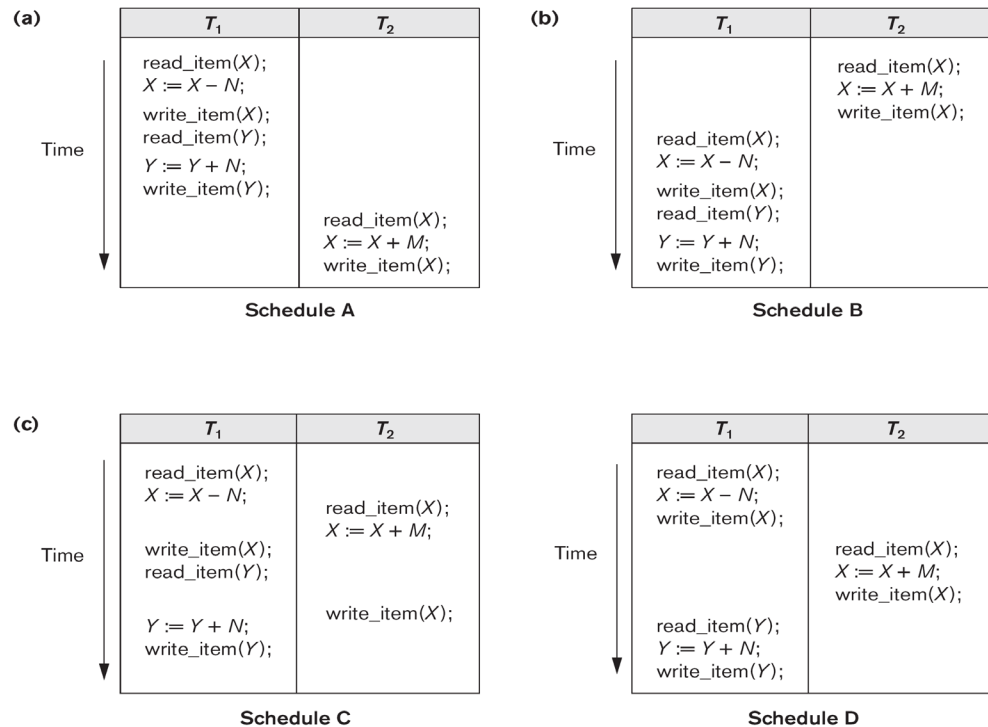 (a)
T₁ T₂
read_item(X);
X := X – N;
write_item(X);
read_item(Y);
Time
Y := Y + N;
write_item(Y);
read_item(X);
X := X + M;
write_item(X);
Schedule A
(b)
T₁ T₂
read_item(X);
X := X + M;
write_item(X);
read_item(X);
Time
X := X – N;
write_item(X);
read_item(Y);
Y := Y + N;
write_item(Y);
Schedule B
(c)
T₁ T₂
read_item(X);
X := X – N;
read_item(X);
X := X + M;
Time
write_item(X);
read_item(Y);
write_item(X);
Y := Y + N;
write_item(Y);
Schedule C
T₁ T₂
read_item(X);
X := X – N;
write_item(X);
Time
read_item(X);
X := X + M;
write_item(X);
read_item(Y);
Y := Y + N;
write_item(Y);
Schedule D